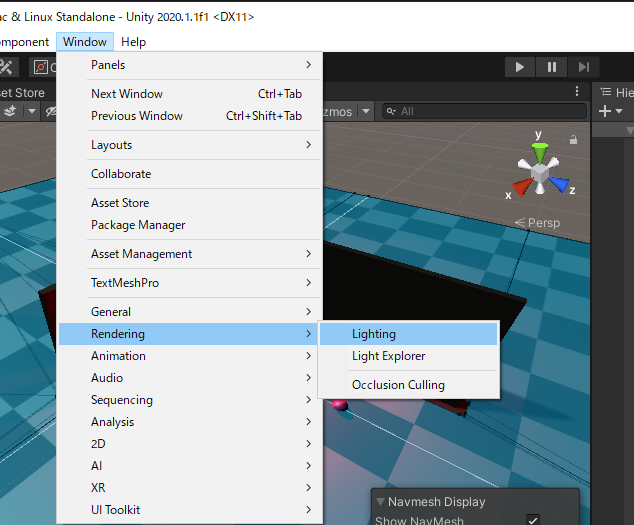 ac & Linux Standalone - Unity 2020.1.1f1 <DX11>
omponent Window Help
Panels
Next Window Ctrl+Tab
Previous Window Ctrl+Shift+Tab
Layouts
Collaborate
Asset Store
Package Manager
Asset Management
TextMeshPro
General
Rendering
Animation
Audio
Sequencing
Analysis
2D
AI
XR
UI Toolkit
Lighting
Light Explorer
Occlusion Culling
set Store
zmos
All
Hie
y
x
z
Persp
Navmesh Display
Show NavMesh